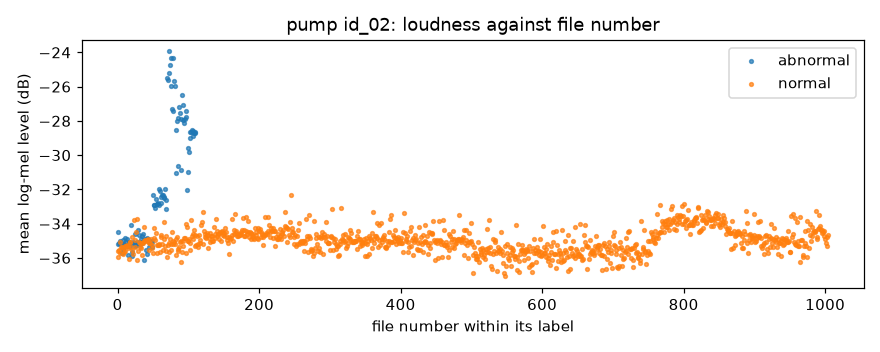 pump id_02: loudness against file number
mean log-mel level (dB)
−24
−26
−28
−30
−32
−34
−36
abnormal
normal
0
200
400
600
800
1000
file number within its label